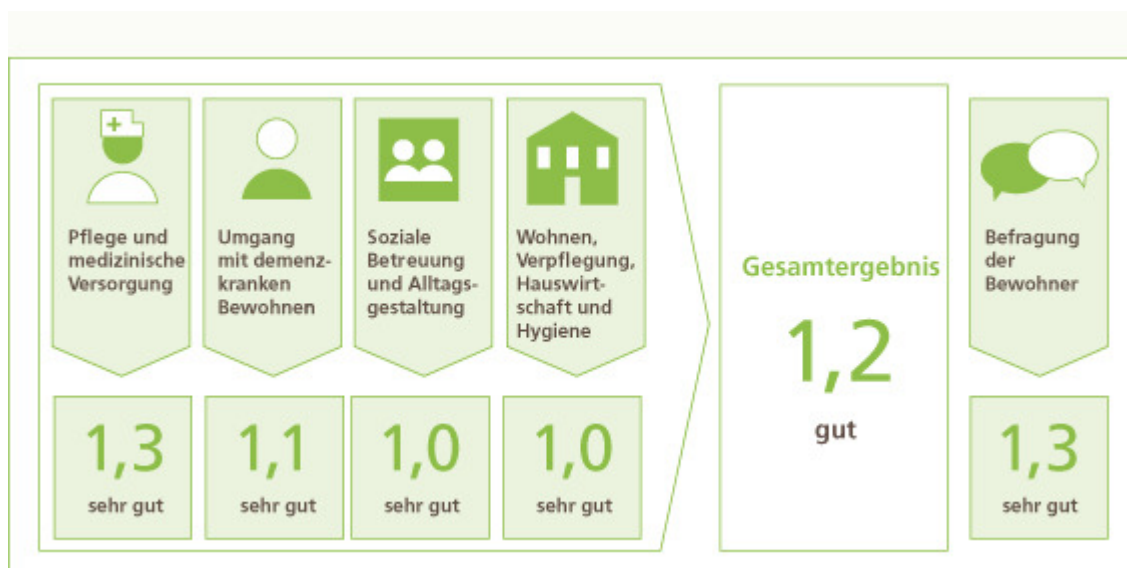 Pflege und
medizinische
Versorgung
1,3
sehr gut
Umgang
mit demenz-
kranken
Bewohnen
1,1
sehr gut
Soziale
Betreuung
und Alltags-
gestaltung
1,0
sehr gut
Wohnen,
Verpflegung,
Hauswirt-
schaft und
Hygiene
1,0
sehr gut
Gesamtergebnis
1,2
gut
Befragung
der
Bewohner
1,3
sehr gut